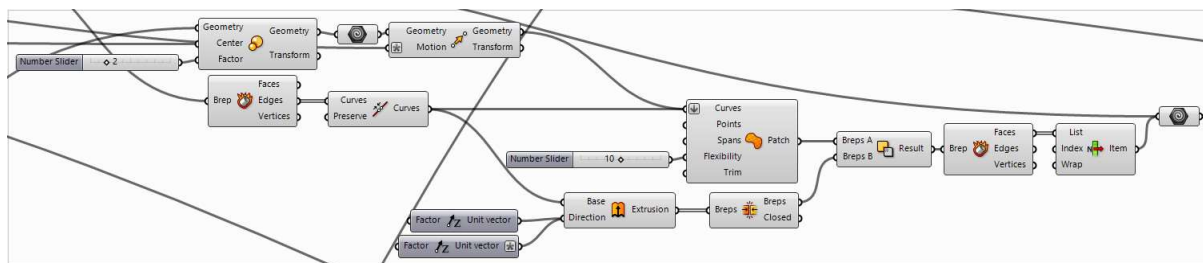 Geometry Geometry
Center
Factor Transform
Number Slider 2
Geometry Geometry
Motion Transform
Brep Faces
Edges
Vertices
Curves Curves
Preserve
Number Slider 10
Curves
Points
Spans Patch
Flexibility
Trim
Breps A Result
Breps B
Brep Faces
Edges
Vertices
List
Index N Item
Wrap
Factor Z Unit vector
Factor Z Unit vector
Base Extrusion
Direction
Breps Breps
Closed